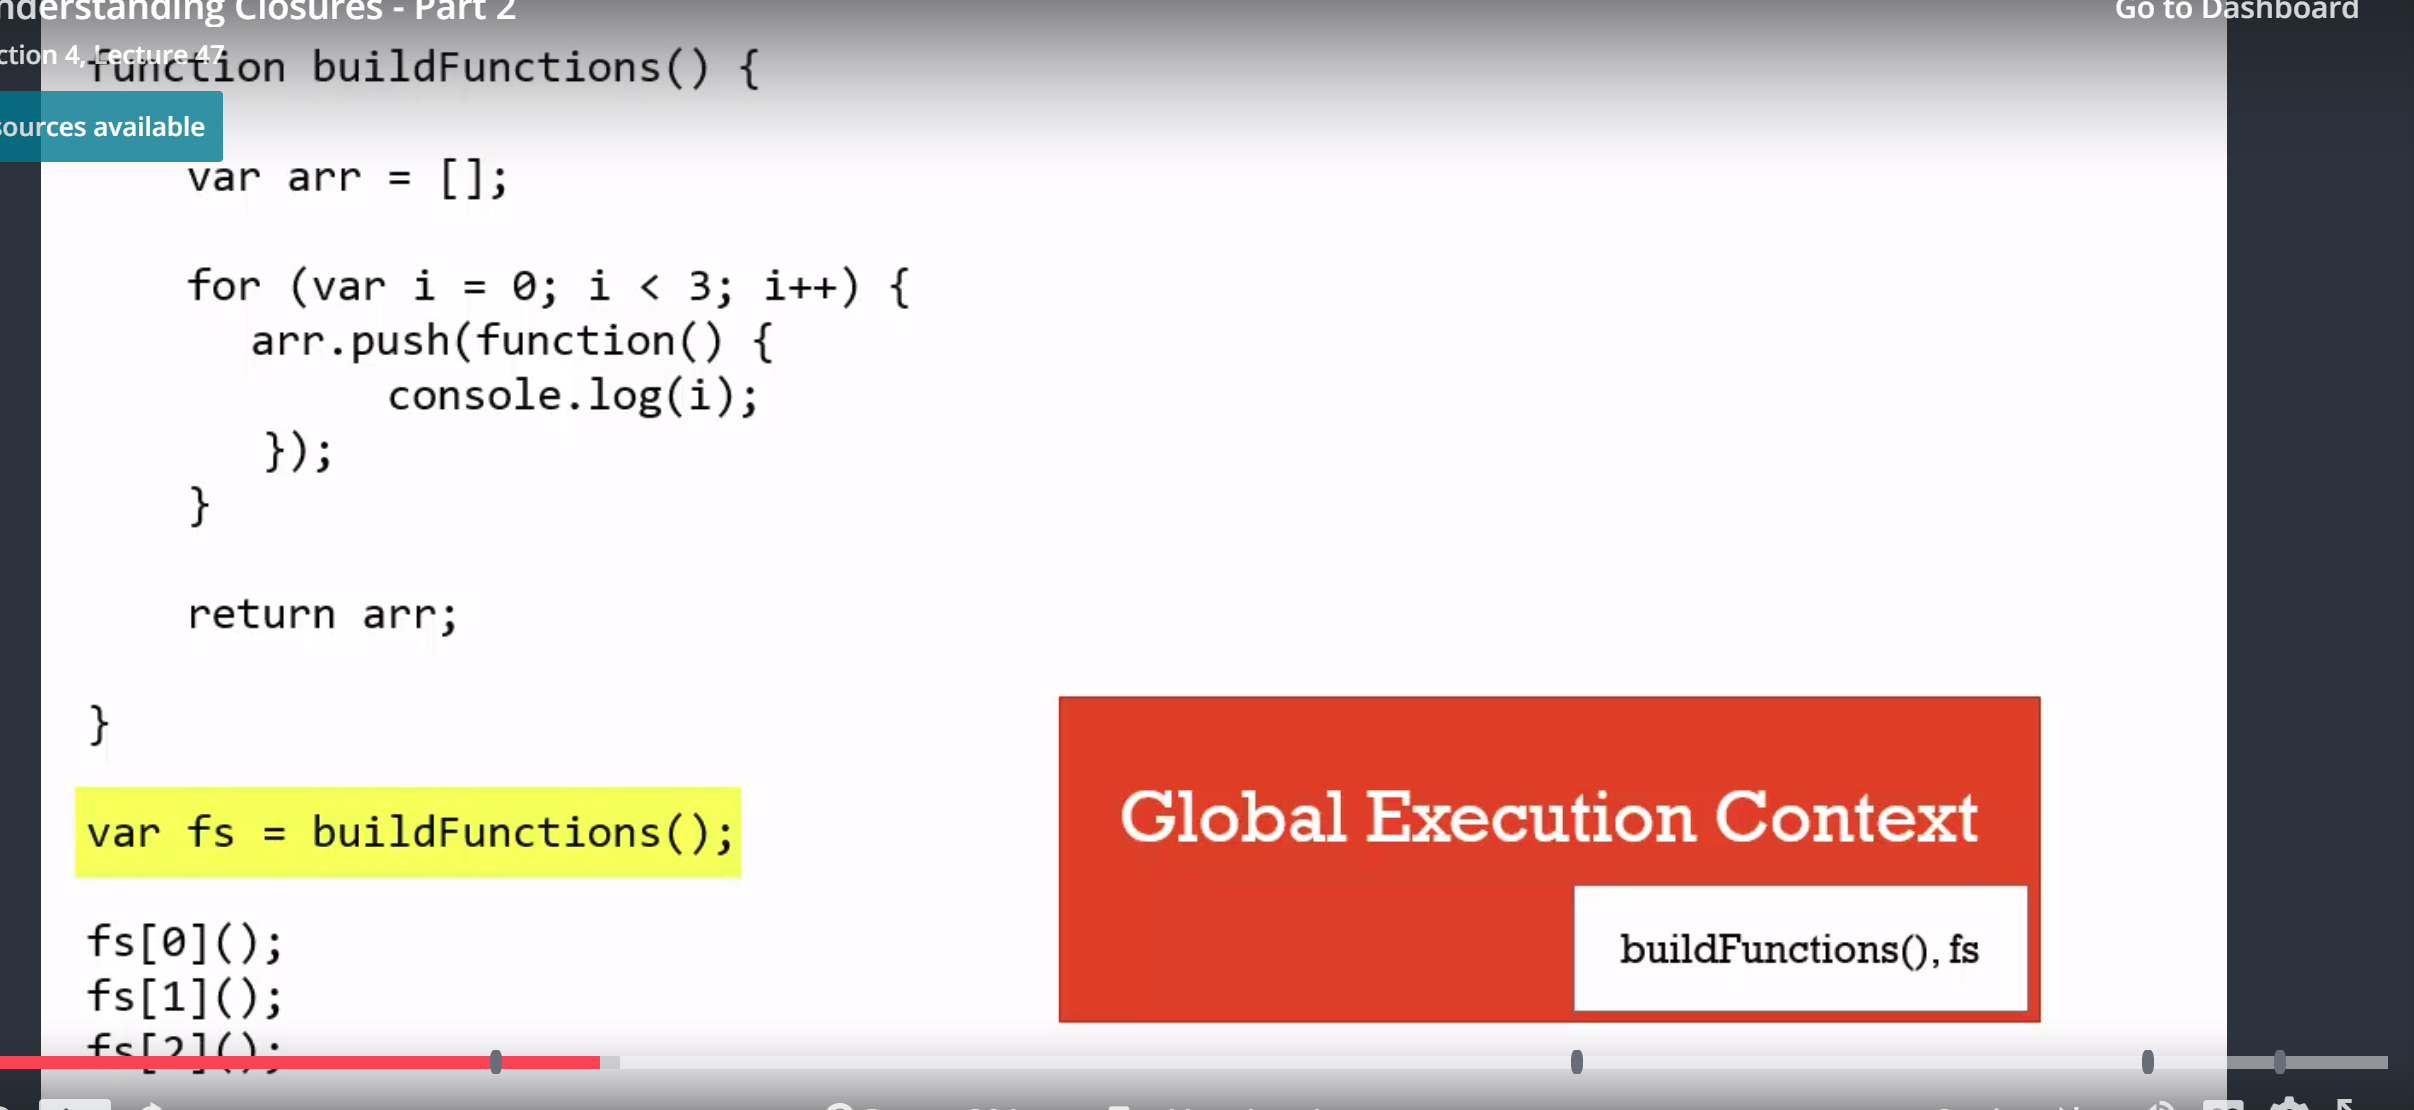 nderstanding Closures - Part 2
Go to Dashboard
ction 4, Lecture 47
function buildFunctions() {
sources available
var arr = [];
for (var i = 0; i < 3; i++) {
arr.push(function() {
console.log(i);
});
}
return arr;
}
var fs = buildFunctions();
Global Execution Context
buildFunctions(), fs
fs[0]();
fs[1]();
fs[2]();